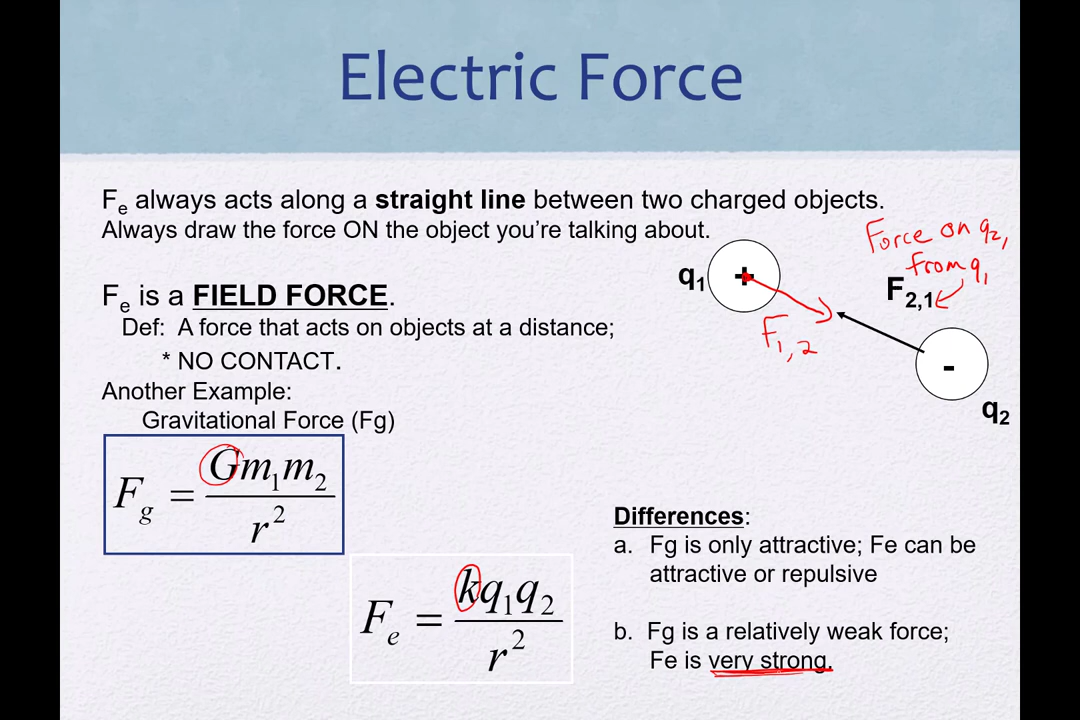 Electric Force
Fe always acts along a straight line between two charged objects.
Always draw the force ON the object you're talking about.
Force on q2,
from q1
q1
+
F2,1
F1,2
-
q2
Fe is a FIELD FORCE.
Def: A force that acts on objects at a distance;
* NO CONTACT.
Another Example:
Gravitational Force (Fg)
Fg = Gm1m2 / r²
Fe = kq1q2 / r²
Differences:
a. Fg is only attractive; Fe can be
attractive or repulsive
b. Fg is a relatively weak force;
Fe is very strong.